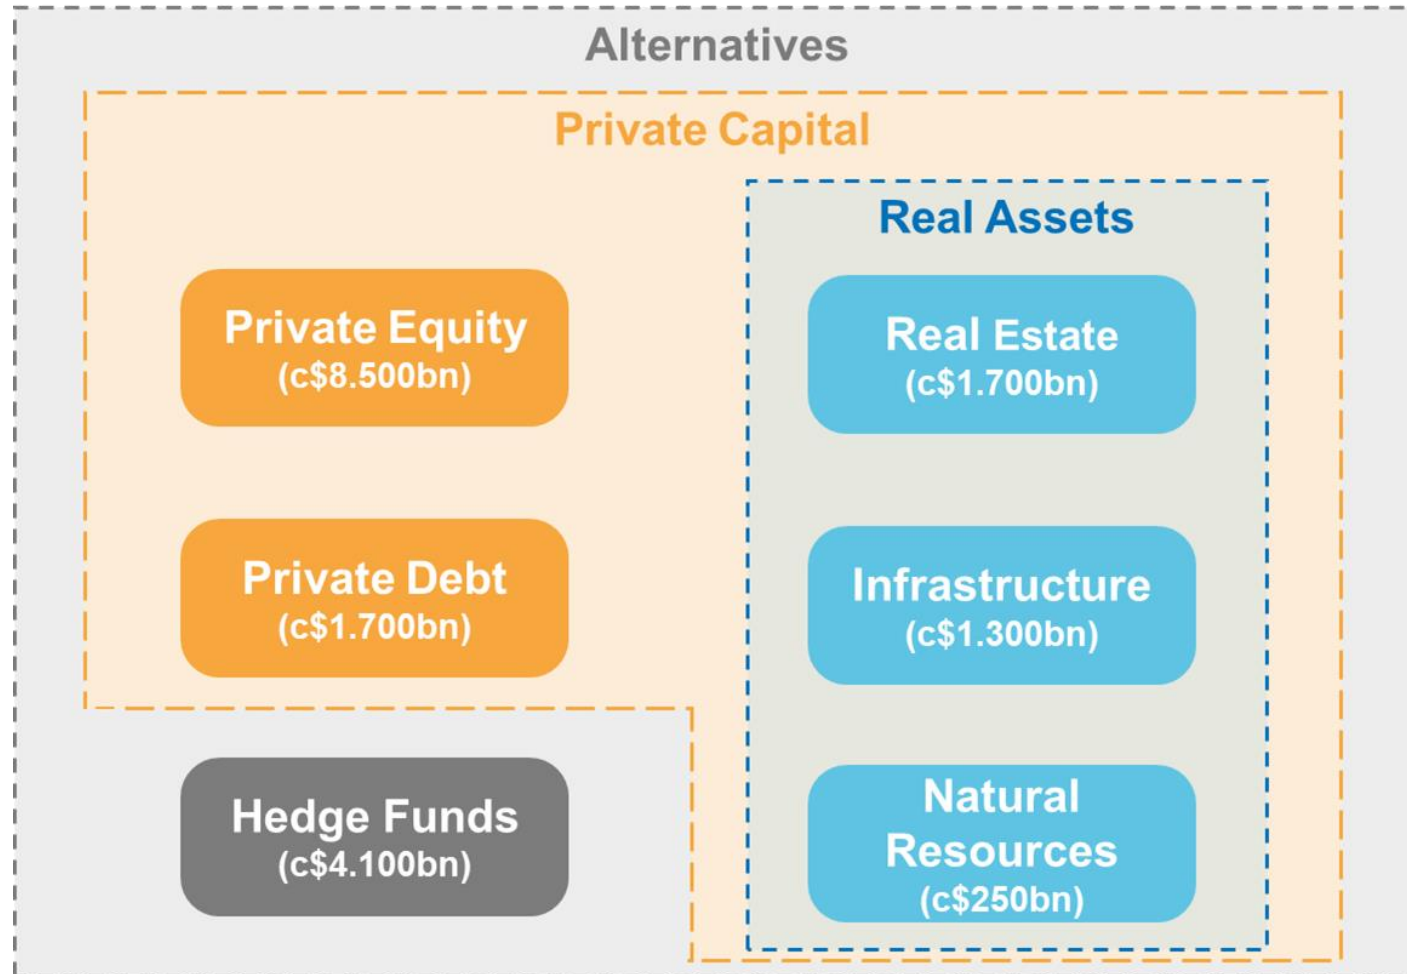 Alternatives
Private Capital
Real Assets
Private Equity
(c$8.500bn)
Real Estate
(c$1.700bn)
Private Debt
(c$1.700bn)
Infrastructure
(c$1.300bn)
Hedge Funds
(c$4.100bn)
Natural
Resources
(c$250bn)